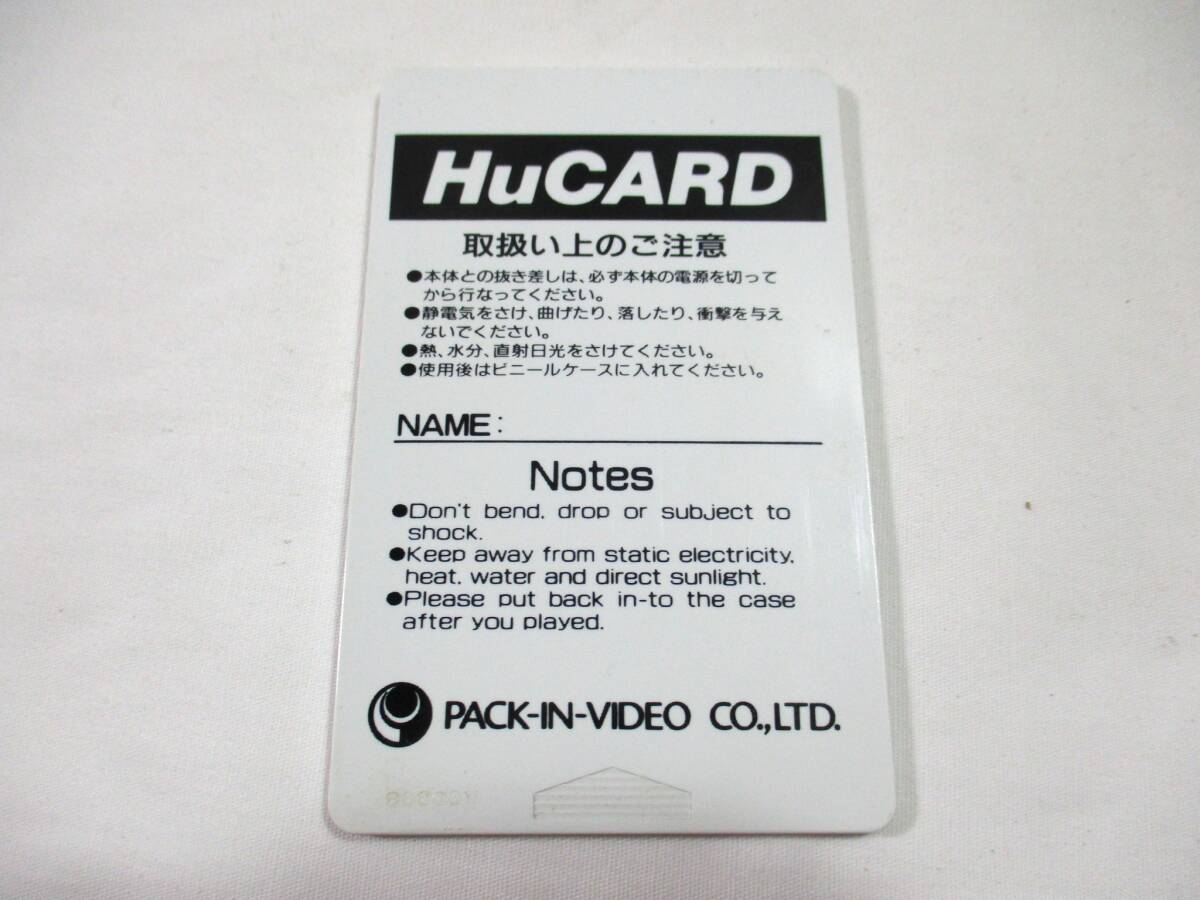 HuCARD
取扱い上のご注意
●本体との抜き差しは、必ず本体の電源を切って
から行なってください。
●静電気をさけ、曲げたり、落したり、衝撃を与え
ないでください。
●熱、水分、直射日光をさけてください。
●使用後はビニールケースに入れてください。
NAME:
Notes
●Don't bend, drop or subject to
shock.
●Keep away from static electricity,
heat, water and direct sunlight.
●Please put back in-to the case
after you played.
PACK-IN-VIDEO CO.,LTD.